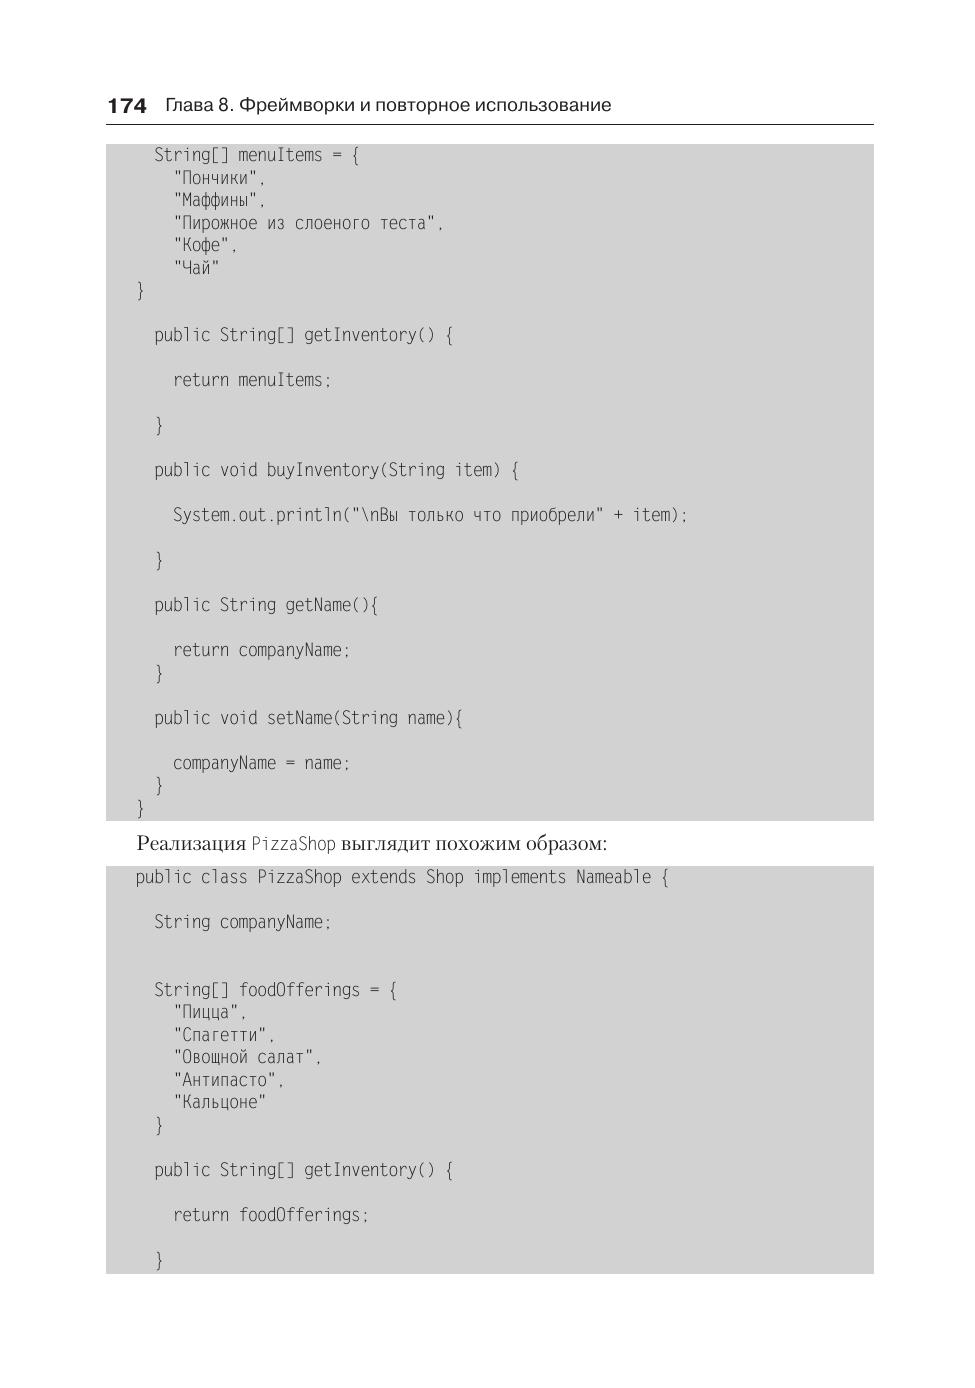 174 Глава 8. Фреймворки и повторное использование
String[] menuItems = {
"Пончики",
"Маффины",
"Пирожное из слоеного теста",
"Кофе",
"Чай"
}
public String[] getInventory() {
return menuItems;
}
public void buyInventory(String item) {
System.out.println("\nВы только что приобрели" + item);
}
public String getName(){
return companyName;
}
public void setName(String name){
companyName = name;
}
}
Реализация PizzaShop выглядит похожим образом:
public class PizzaShop extends Shop implements Nameable {
String companyName;
String[] foodOfferings = {
"Пицца",
"Спагетти",
"Овощной салат",
"Антипасто",
"Кальцоне"
}
public String[] getInventory() {
return foodOfferings;
}